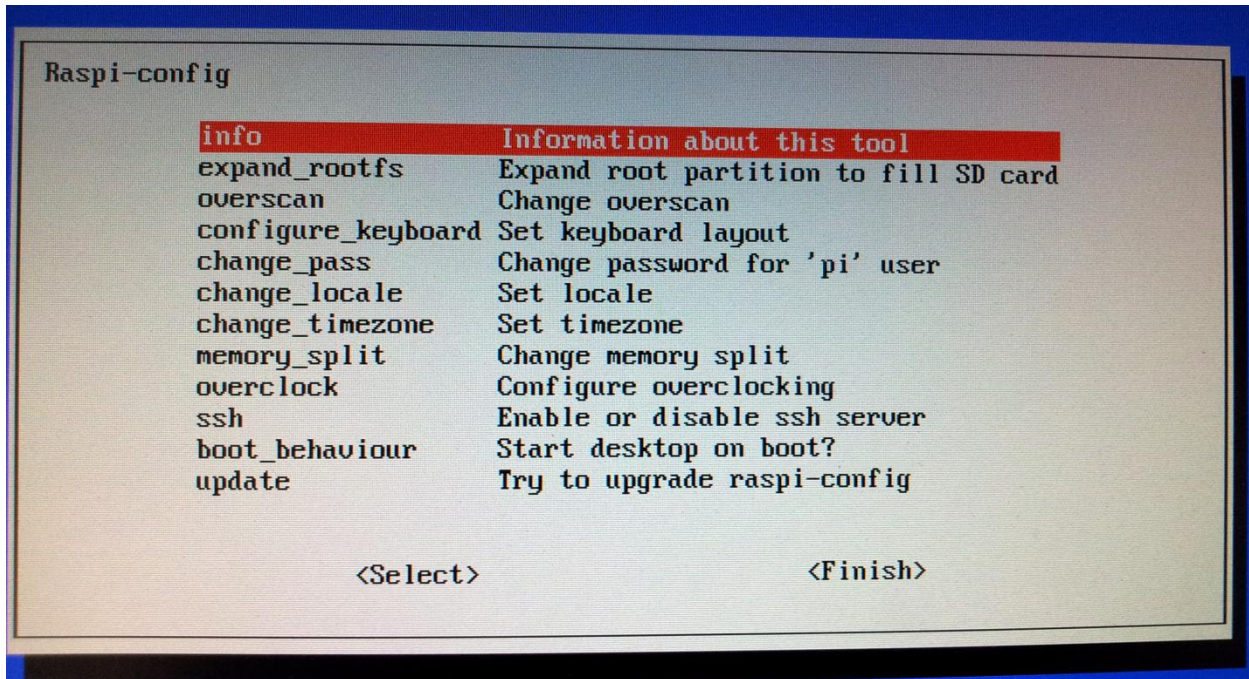 Raspi-config
info Information about this tool
expand_rootfs Expand root partition to fill SD card
overscan Change overscan
configure_keyboard Set keyboard layout
change_pass Change password for 'pi' user
change_locale Set locale
change_timezone Set timezone
memory_split Change memory split
overclock Configure overclocking
ssh Enable or disable ssh server
boot_behaviour Start desktop on boot?
update Try to upgrade raspi-config
<Select> <Finish>